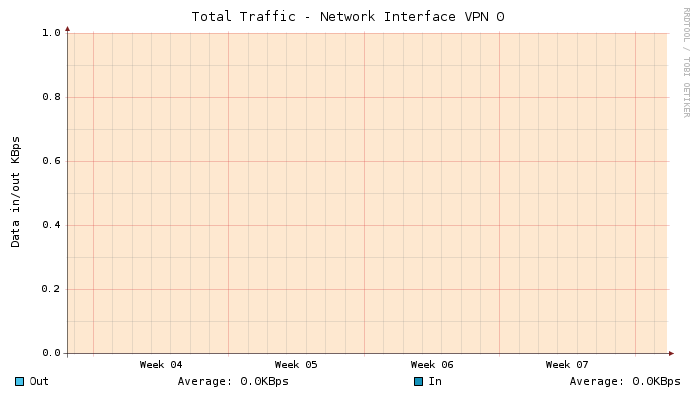 Total Traffic - Network Interface VPN 0
RRDTOOL / TOBI OETIKER
Data in/out KBps
1.0
0.8
0.6
0.4
0.2
0.0
Week 04 Week 05 Week 06 Week 07
Out Average: 0.0KBps In Average: 0.0KBps